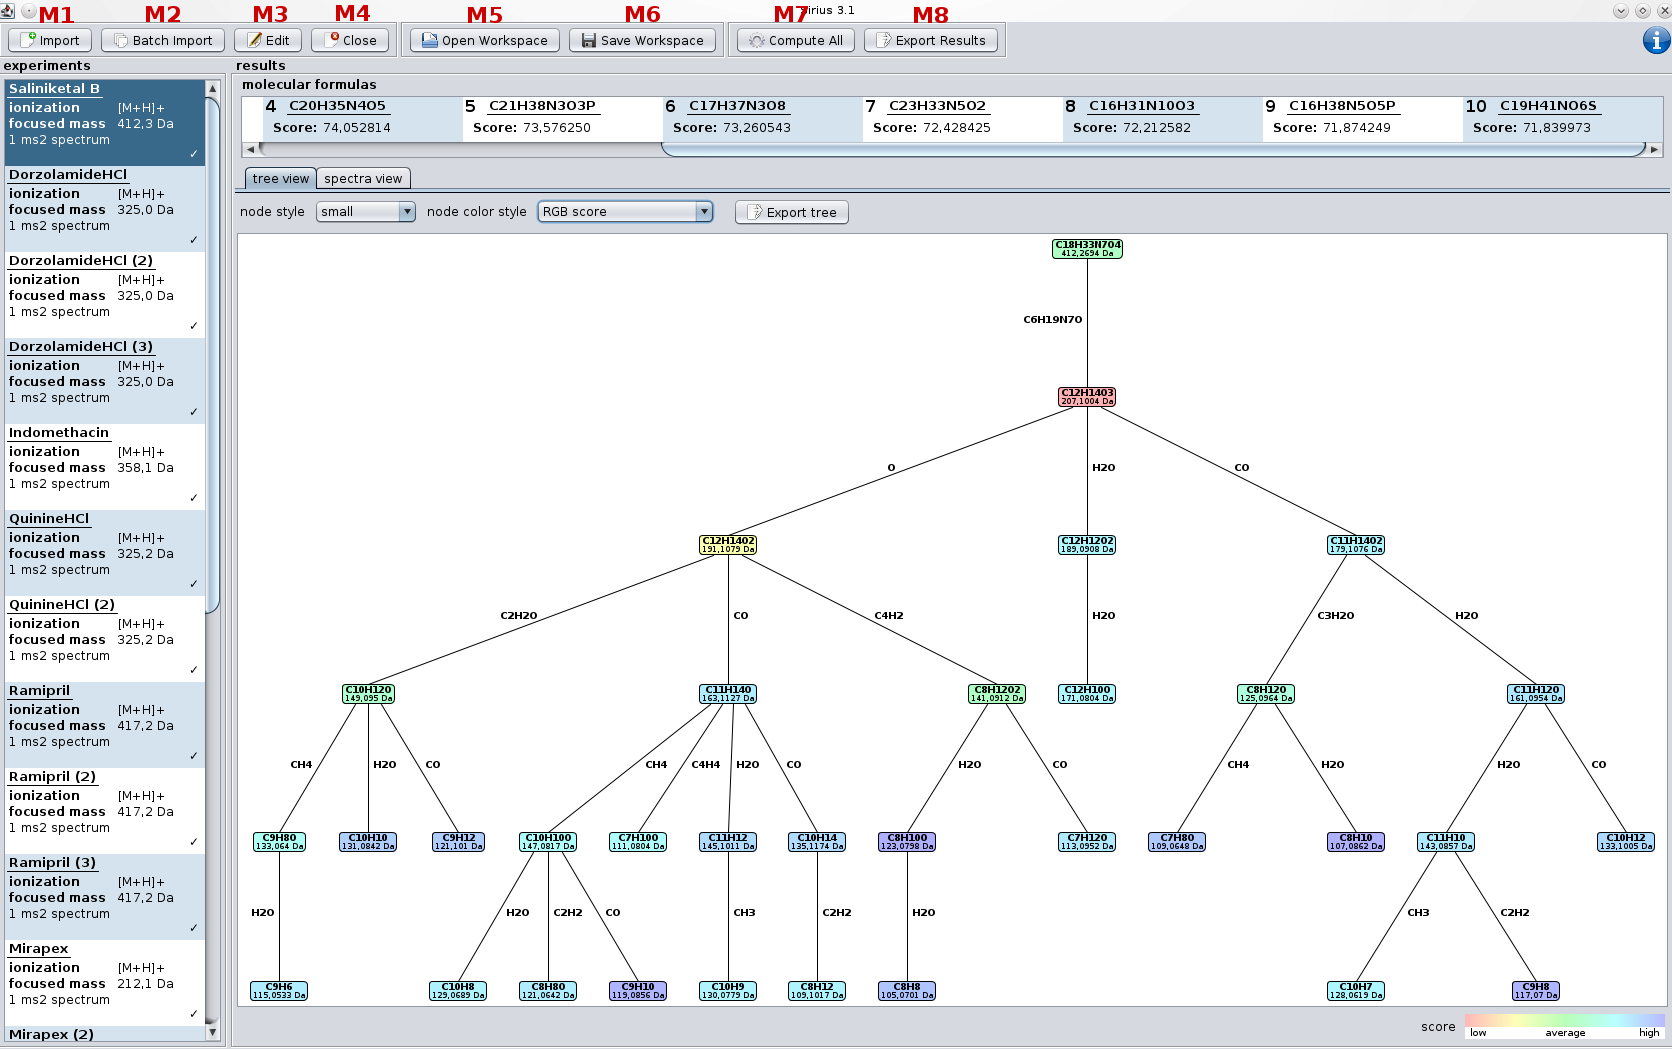 M1 M2 M3 M4 M5 M6 M7 M8
Sirius 3.1
Import Batch Import Edit Close Open Workspace Save Workspace Compute All Export Results
experiments
Saliniketal B
ionization [M+H]+
focused mass 412,3 Da
1 ms2 spectrum
✓
DorzolamideHCl
ionization [M+H]+
focused mass 325,0 Da
1 ms2 spectrum
✓
DorzolamideHCl (2)
ionization [M+H]+
focused mass 325,0 Da
1 ms2 spectrum
✓
DorzolamideHCl (3)
ionization [M+H]+
focused mass 325,0 Da
1 ms2 spectrum
✓
Indomethacin
ionization [M+H]+
focused mass 358,1 Da
1 ms2 spectrum
✓
QuinineHCl
ionization [M+H]+
focused mass 325,2 Da
1 ms2 spectrum
✓
QuinineHCl (2)
ionization [M+H]+
focused mass 325,2 Da
1 ms2 spectrum
✓
Ramipril
ionization [M+H]+
focused mass 417,2 Da
1 ms2 spectrum
✓
Ramipril (2)
ionization [M+H]+
focused mass 417,2 Da
1 ms2 spectrum
✓
Ramipril (3)
ionization [M+H]+
focused mass 417,2 Da
1 ms2 spectrum
✓
Mirapex
ionization [M+H]+
focused mass 212,1 Da
1 ms2 spectrum
✓
Mirapex (2)
results
molecular formulas
4 C20H35N4O5 5 C21H38N3O3P 6 C17H37N3O8 7 C23H33N5O2 8 C16H31N10O3 9 C16H38N5O5P 10 C19H41NO6S
Score: 74,052814 Score: 73,576250 Score: 73,260543 Score: 72,428425 Score: 72,212582 Score: 71,874249 Score: 71,839973
tree view spectra view
node style small node color style RGB score Export tree
C18H33N7O4
412,2694 Da
C6H19N7O
C12H14O3
207,1004 Da
O H2O CO
C12H14O2 C12H12O2 C11H14O2
191,1079 Da 189,0908 Da 179,1076 Da
C2H2O CO C4H2 H2O C3H2O H2O
C10H12O C11H14O C8H12O2 C12H10O C8H12O C11H12O
149,095 Da 163,1127 Da 141,0912 Da 171,0804 Da 125,0964 Da 161,0954 Da
CH4 H2O CO CH4 C4H4 H2O CO H2O CO CH4 H2O H2O CO
C9H8O C10H10 C9H12 C10H10O C7H10O C11H12 C10H14 C8H10O C7H12O C7H8O C8H10 C11H10 C10H12
133,064 Da 131,0842 Da 121,101 Da 147,0817 Da 111,0804 Da 145,1011 Da 135,1174 Da 123,0798 Da 113,0952 Da 109,0648 Da 107,0862 Da 143,0857 Da 133,1005 Da
H2O H2O C2H2 CO CH3 C2H2 H2O CH3 C2H2
C9H6 C10H8 C8H8O C9H10 C10H9 C8H12 C8H8 C10H7 C9H8
115,0533 Da 129,0689 Da 121,0642 Da 119,0856 Da 130,0779 Da 109,1017 Da 105,0701 Da 128,0619 Da 117,07 Da
score
low average high